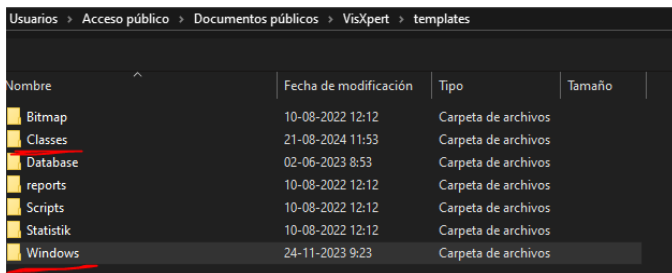 Usuarios > Acceso público > Documentos públicos > VisXpert > templates
Nombre Fecha de modificación Tipo Tamaño
Bitmap 10-08-2022 12:12 Carpeta de archivos
Classes 21-08-2024 11:53 Carpeta de archivos
Database 02-06-2023 8:53 Carpeta de archivos
reports 10-08-2022 12:12 Carpeta de archivos
Scripts 10-08-2022 12:12 Carpeta de archivos
Statistik 10-08-2022 12:12 Carpeta de archivos
Windows 24-11-2023 9:23 Carpeta de archivos